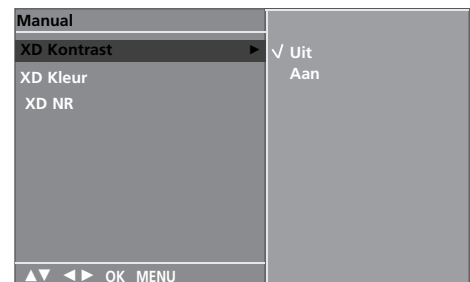 Manual
XD Kontrast ► √ Uit
XD Kleur Aan
XD NR
▲▼ ◄► OK MENU